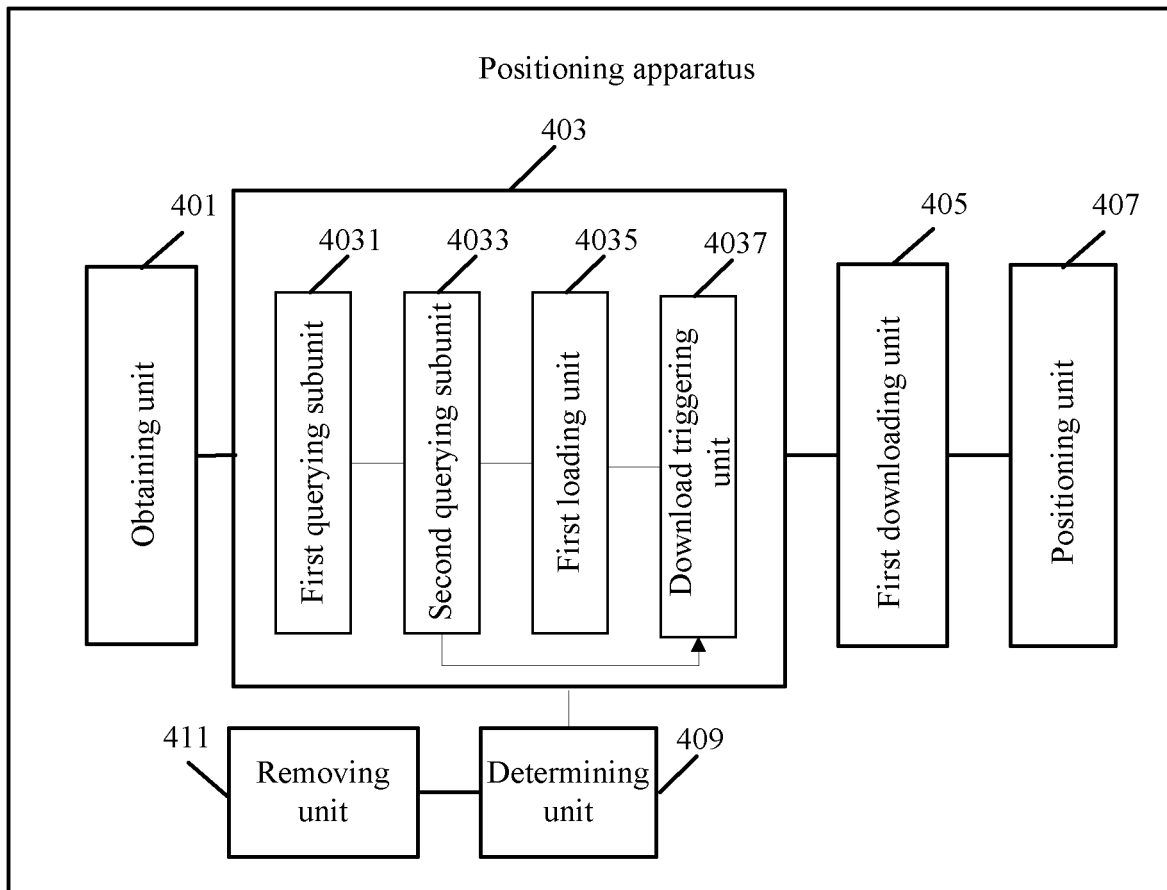 Positioning apparatus
403
401
405
407
4031
4033
4035
4037
Obtaining unit
First querying subunit
Second querying subunit
First loading unit
Download triggering
unit
First downloading unit
Positioning unit
411
Removing
unit
Determining
unit
409